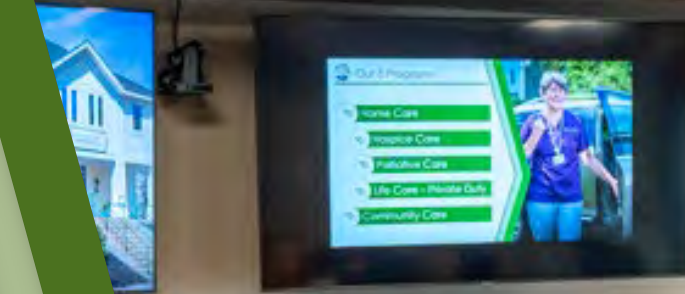 Our 5 Programs
Home Care
Hospice Care
Palliative Care
Life Care - Private Duty
Community Care